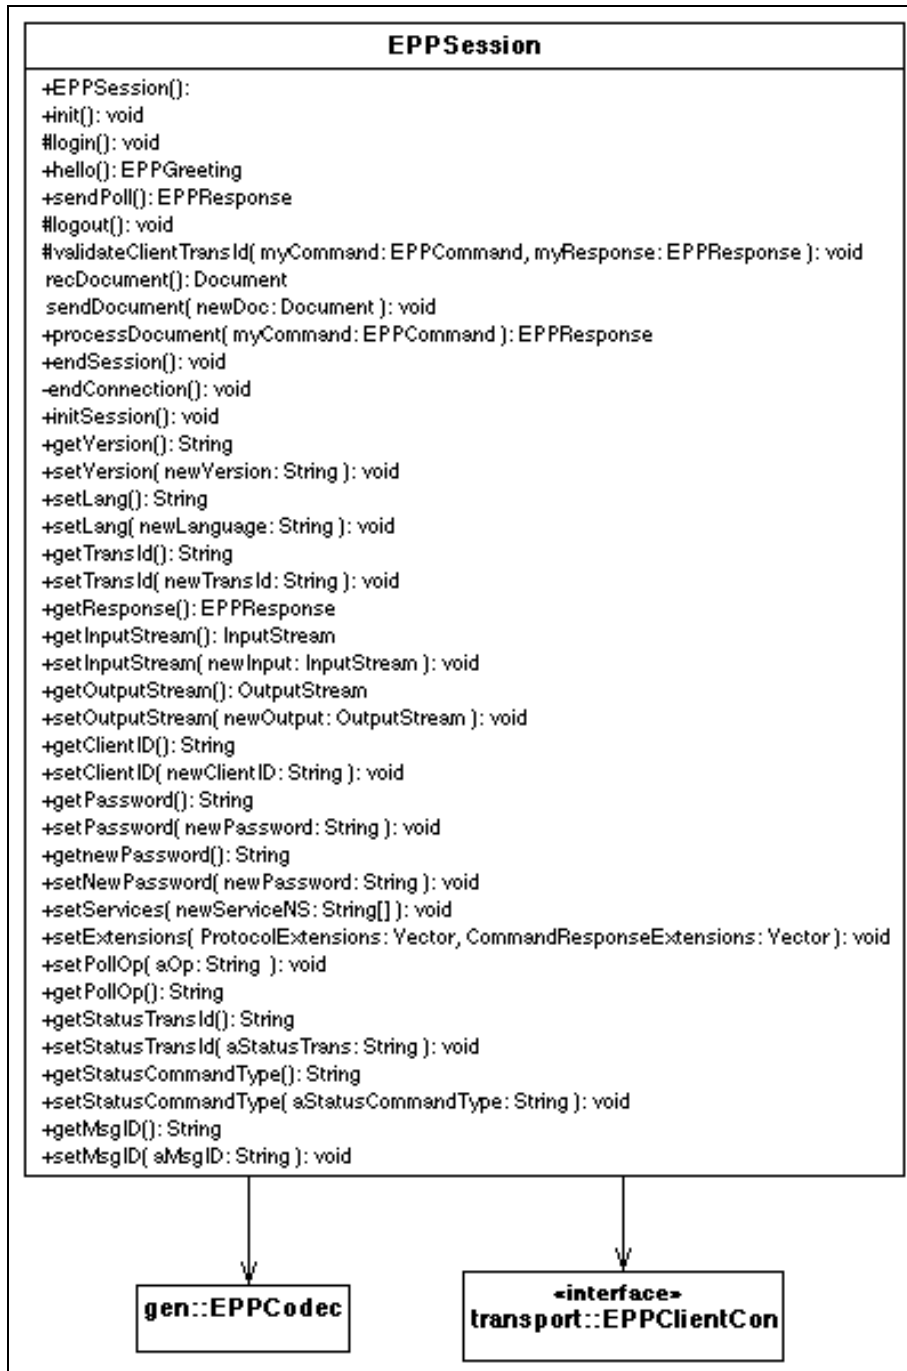 EPPSession
+EPPSession():
+init(): void
#login(): void
+hello(): EPPGreeting
+sendPoll(): EPPResponse
#logout(): void
#validateClientTransId( myCommand: EPPCommand, myResponse: EPPResponse ): void
recDocument(): Document
sendDocument( newDoc: Document ): void
+processDocument( myCommand: EPPCommand ): EPPResponse
+endSession(): void
-endConnection(): void
+initSession(): void
+getVersion(): String
+setVersion( newVersion: String ): void
+setLang(): String
+setLang( newLanguage: String ): void
+getTransId(): String
+setTransId( newTransId: String ): void
+getResponse(): EPPResponse
+getInputStream(): InputStream
+setInputStream( newInput: InputStream ): void
+getOutputStream(): OutputStream
+setOutputStream( newOutput: OutputStream ): void
+getClientID(): String
+setClientID( newClientID: String ): void
+getPassword(): String
+setPassword( newPassword: String ): void
+getnewPassword(): String
+setNewPassword( newPassword: String ): void
+setServices( newServiceNS: String[] ): void
+setExtensions( ProtocolExtensions: Vector, CommandResponseExtensions: Vector ): void
+setPollOp( aOp: String ): void
+getPollOp(): String
+getStatusTransId(): String
+setStatusTransId( aStatusTrans: String ): void
+getStatusCommandType(): String
+setStatusCommandType( aStatusCommandType: String ): void
+getMsgID(): String
+setMsgID( aMsgID: String ): void
gen::EPPCodec
«interface»
transport::EPPClientCon